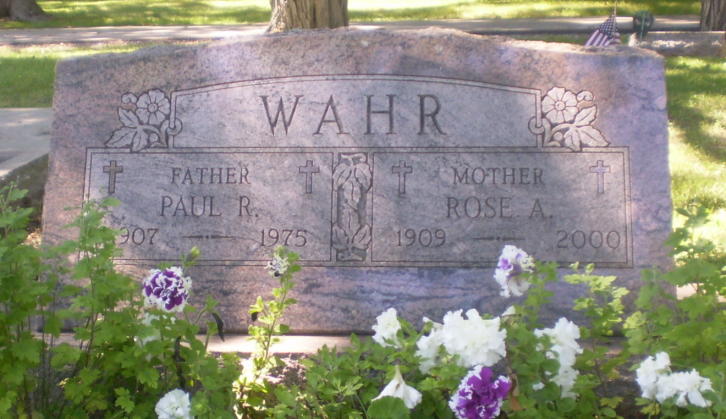 WAHR
FATHER
PAUL R.
907 — 1975
MOTHER
ROSE A.
1909 — 2000